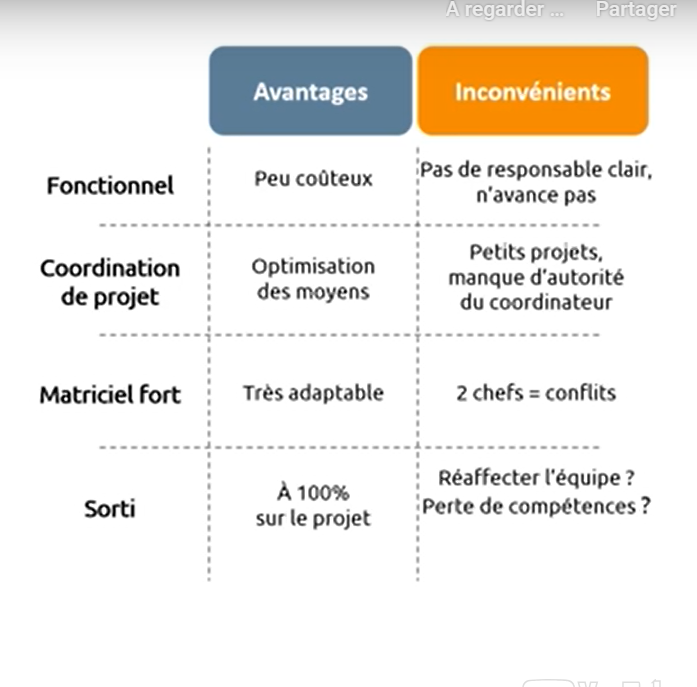 A regarder ... Partager
Avantages Inconvénients
Fonctionnel
Peu coûteux
Pas de responsable clair,
n'avance pas
Coordination
de projet
Optimisation
des moyens
Petits projets,
manque d'autorité
du coordinateur
Matriciel fort
Très adaptable
2 chefs = conflits
Sorti
À 100%
sur le projet
Réaffecter l'équipe ?
Perte de compétences ?